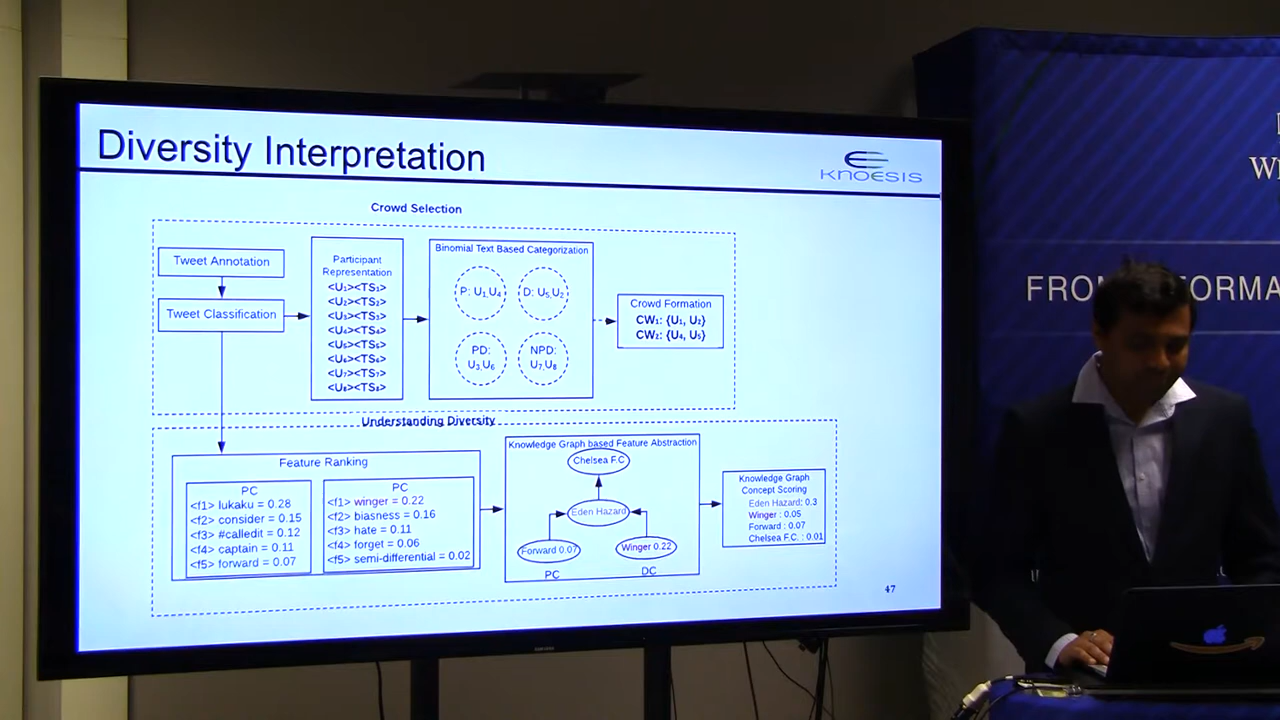 Diversity Interpretation
KNOESIS
Crowd Selection
Tweet Annotation
Tweet Classification
Participant
Representation
<U₁><TS₁>
<U₂><TS₂>
<U₃><TS₃>
<U₄><TS₄>
<U₅><TS₅>
<U₆><TS₆>
<U₇><TS₇>
<U₈><TS₈>
Binomial Text Based Categorization
P: U₁,U₄
D: U₅,U₂
PD:
U₃,U₆
NPD:
U₇,U₈
Crowd Formation
CW₁: {U₁, U₂}
CW₂: {U₄, U₅}
Understanding Diversity
Feature Ranking
PC
<f1> lukaku = 0.28
<f2> consider = 0.15
<f3> #calledit = 0.12
<f4> captain = 0.11
<f5> forward = 0.07
PC
<f1> winger = 0.22
<f2> biasness = 0.16
<f3> hate = 0.11
<f4> forget = 0.06
<f5> semi-differential = 0.02
Knowledge Graph based Feature Abstraction
Chelsea F.C
Eden Hazard
Forward 0.07
Winger 0.22
PC
DC
Knowledge Graph
Concept Scoring
Eden Hazard: 0.3
Winger : 0.05
Forward : 0.07
Chelsea F.C. : 0.01
47